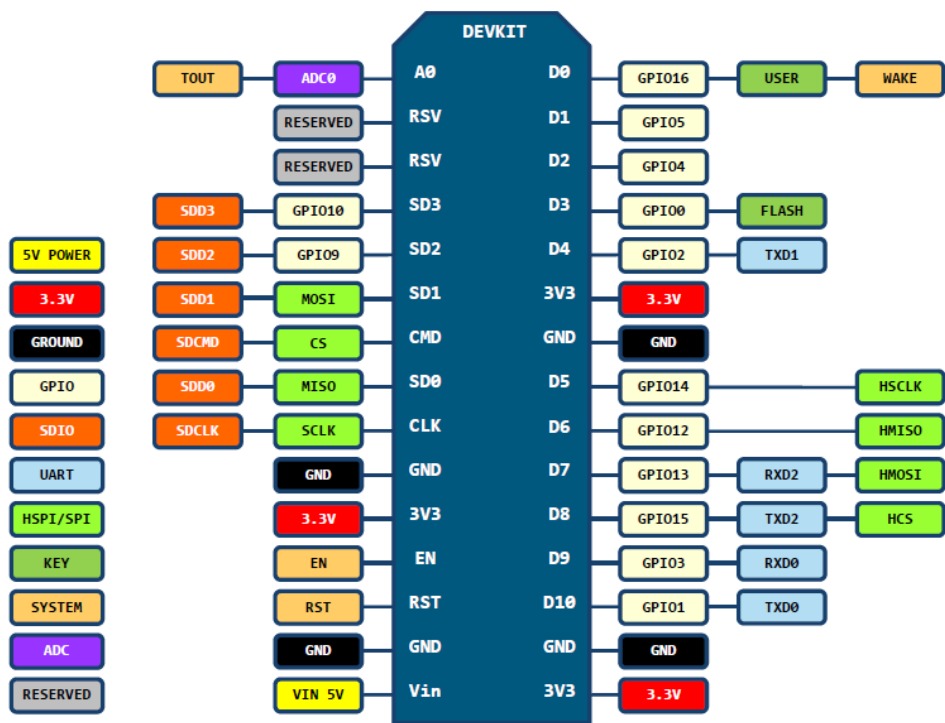 DEVKIT
TOUT ADC0 A0 D0 GPIO16 USER WAKE
RESERVED RSV D1 GPIO5
RESERVED RSV D2 GPIO4
SDD3 GPIO10 SD3 D3 GPIO0 FLASH
5V POWER SDD2 GPIO9 SD2 D4 GPIO2 TXD1
3.3V SDD1 MOSI SD1 3V3 3.3V
GROUND SDCMD CS CMD GND GND
GPIO SDD0 MISO SD0 D5 GPIO14 HSCLK
SDIO SDCLK SCLK CLK D6 GPIO12 HMISO
UART GND GND D7 GPIO13 RXD2 HMOSI
HSPI/SPI 3.3V 3V3 D8 GPIO15 TXD2 HCS
KEY EN EN D9 GPIO3 RXD0
SYSTEM RST RST D10 GPIO1 TXD0
ADC GND GND GND GND
RESERVED VIN 5V Vin 3V3 3.3V